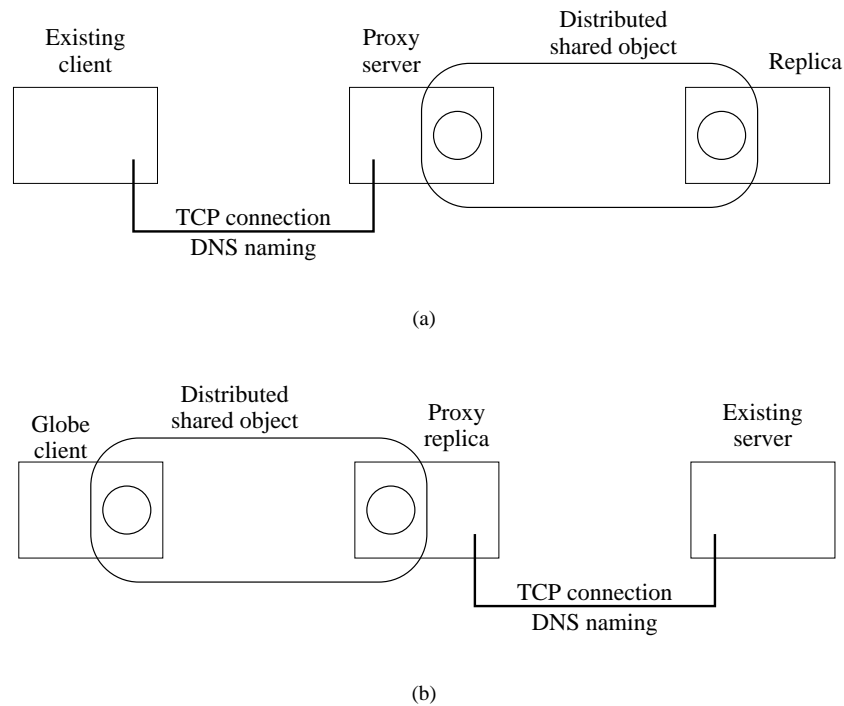 Existing
client
Proxy
server
Distributed
shared object
Replica
TCP connection
DNS naming
(a)
Globe
client
Distributed
shared object
Proxy
replica
Existing
server
TCP connection
DNS naming
(b)